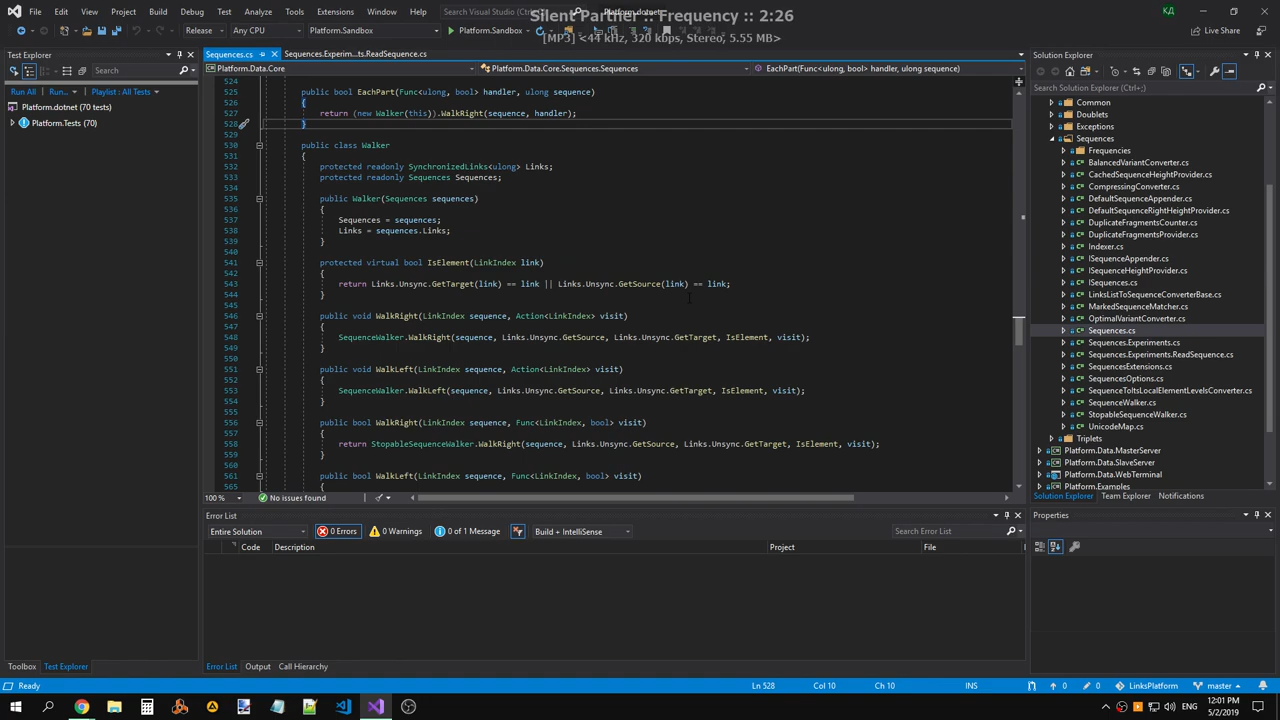 Silent Partner :: Frequency :: 2:26
[MP3] <44 kHz, 320 kbps, Stereo, 5.55 MB>
File Edit View Project Build Debug Team Test Analyze Tools Extensions Window Help Search Visual Studio Platform.dotnet КД
Release Any CPU Platform.Sandbox Platform.Sandbox Live Share
Test Explorer
Search
Run All Run... Playlist : All Tests
Platform.dotnet (70 tests)
Platform.Tests (70)
Sequences.cs Sequences.Experim...ts.ReadSequence.cs
Platform.Data.Core Platform.Data.Core.Sequences.Sequences EachPart(Func<ulong, bool> handler, ulong sequence)
524
525 public bool EachPart(Func<ulong, bool> handler, ulong sequence)
526 {
527 return (new Walker(this)).WalkRight(sequence, handler);
528 }
529
530 public class Walker
531 {
532 protected readonly SynchronizedLinks<ulong> Links;
533 protected readonly Sequences Sequences;
534
535 public Walker(Sequences sequences)
536 {
537 Sequences = sequences;
538 Links = sequences.Links;
539 }
540
541 protected virtual bool IsElement(LinkIndex link)
542 {
543 return Links.Unsync.GetTarget(link) == link || Links.Unsync.GetSource(link) == link;
544 }
545
546 public void WalkRight(LinkIndex sequence, Action<LinkIndex> visit)
547 {
548 SequenceWalker.WalkRight(sequence, Links.Unsync.GetSource, Links.Unsync.GetTarget, IsElement, visit);
549 }
550
551 public void WalkLeft(LinkIndex sequence, Action<LinkIndex> visit)
552 {
553 SequenceWalker.WalkLeft(sequence, Links.Unsync.GetSource, Links.Unsync.GetTarget, IsElement, visit);
554 }
555
556 public bool WalkRight(LinkIndex sequence, Func<LinkIndex, bool> visit)
557 {
558 return StopableSequenceWalker.WalkRight(sequence, Links.Unsync.GetSource, Links.Unsync.GetTarget, IsElement, visit);
559 }
560
561 public bool WalkLeft(LinkIndex sequence, Func<LinkIndex, bool> visit)
565 {
100 % No issues found
Error List
Entire Solution 0 Errors 0 Warnings 0 of 1 Message Build + IntelliSense Search Error List
Code Description Project File
Solution Explorer
Search Solution Explorer (Ctrl+;)
Common
Doublets
Exceptions
Sequences
Frequencies
BalancedVariantConverter.cs
CachedSequenceHeightProvider.cs
CompressingConverter.cs
DefaultSequenceAppender.cs
DefaultSequenceRightHeightProvider.cs
DuplicateFragmentsCounter.cs
DuplicateFragmentsProvider.cs
Indexer.cs
ISequenceAppender.cs
ISequenceHeightProvider.cs
ISequences.cs
LinksListToSequenceConverterBase.cs
MarkedSequenceMatcher.cs
OptimalVariantConverter.cs
Sequences.cs
Sequences.Experiments.cs
Sequences.Experiments.ReadSequence.cs
SequencesExtensions.cs
SequencesOptions.cs
SequenceToItsLocalElementLevelsConverter.cs
SequenceWalker.cs
StopableSequenceWalker.cs
UnicodeMap.cs
Triplets
Platform.Data.MasterServer
Platform.Data.SlaveServer
Platform.Data.WebTerminal
Platform.Examples
Solution Explorer Team Explorer Notifications
Properties
Toolbox Test Explorer
Error List Output Call Hierarchy
Ready Ln 528 Col 10 Ch 10 INS 0 0 LinksPlatform master
ENG 12:01 PM
5/2/2019